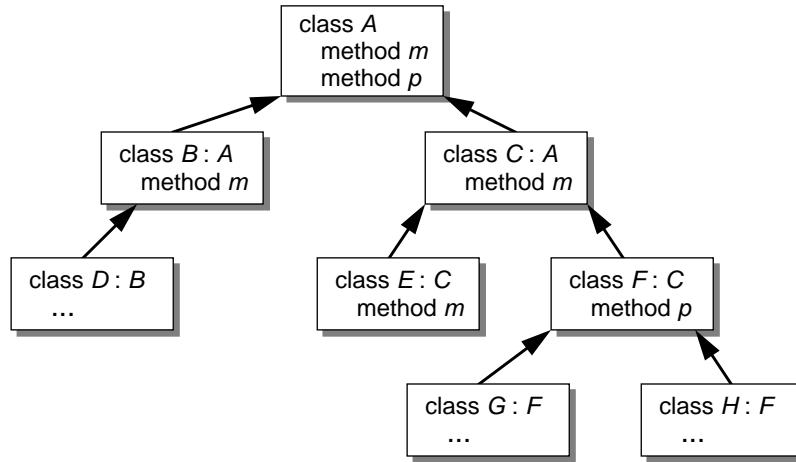 class A
method m
method p
class B : A
method m
class C : A
method m
class D : B
...
class E : C
method m
class F : C
method p
class G : F
...
class H : F
...